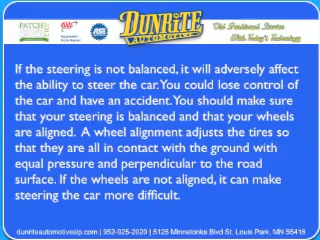 PATCH
AAA
Approved
Auto Repair
ASE
DUNRITE
AUTOMOTIVE
Old Fashioned Service
With Today's Technology
If the steering is not balanced, it will adversely affect
the ability to steer the car. You could lose control of
the car and have an accident. You should make sure
that your steering is balanced and that your wheels
are aligned.  A wheel alignment adjusts the tires so
that they are all in contact with the ground with
equal pressure and perpendicular to the road
surface. If the wheels are not aligned, it can make
steering the car more difficult.
dunriteautomotiveslp.com | 952-925-2020 | 5125 Minnetonka Blvd St. Louis Park, MN 55416